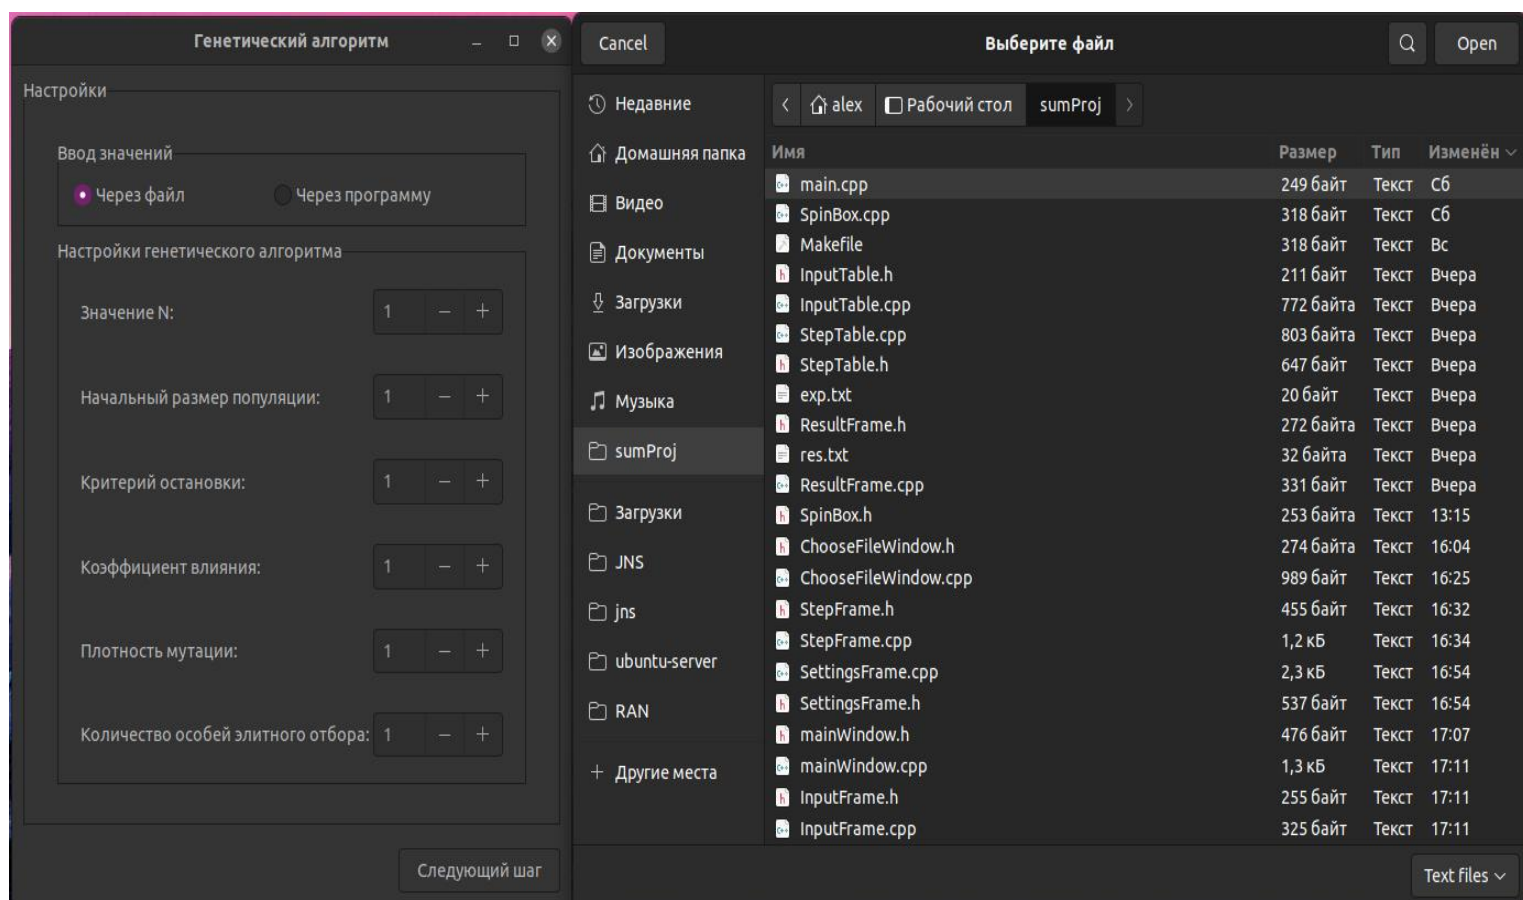 Генетический алгоритм
Настройки
Ввод значений
Через файл Через программу
Настройки генетического алгоритма
Значение N: 1 − +
Начальный размер популяции: 1 − +
Критерий остановки: 1 − +
Коэффициент влияния: 1 − +
Плотность мутации: 1 − +
Количество особей элитного отбора: 1 − +
Следующий шаг
Cancel Выберите файл Open
Недавние
Домашняя папка
Видео
Документы
Загрузки
Изображения
Музыка
sumProj
Загрузки
JNS
jns
ubuntu-server
RAN
+ Другие места
alex Рабочий стол sumProj
Имя Размер Тип Изменён
main.cpp 249 байт Текст Сб
SpinBox.cpp 318 байт Текст Сб
Makefile 318 байт Текст Вс
InputTable.h 211 байт Текст Вчера
InputTable.cpp 772 байта Текст Вчера
StepTable.cpp 803 байта Текст Вчера
StepTable.h 647 байт Текст Вчера
exp.txt 20 байт Текст Вчера
ResultFrame.h 272 байта Текст Вчера
res.txt 32 байта Текст Вчера
ResultFrame.cpp 331 байт Текст Вчера
SpinBox.h 253 байта Текст 13:15
ChooseFileWindow.h 274 байта Текст 16:04
ChooseFileWindow.cpp 989 байт Текст 16:25
StepFrame.h 455 байт Текст 16:32
StepFrame.cpp 1,2 кБ Текст 16:34
SettingsFrame.cpp 2,3 кБ Текст 16:54
SettingsFrame.h 537 байт Текст 16:54
mainWindow.h 476 байт Текст 17:07
mainWindow.cpp 1,3 кБ Текст 17:11
InputFrame.h 255 байт Текст 17:11
InputFrame.cpp 325 байт Текст 17:11
Text files